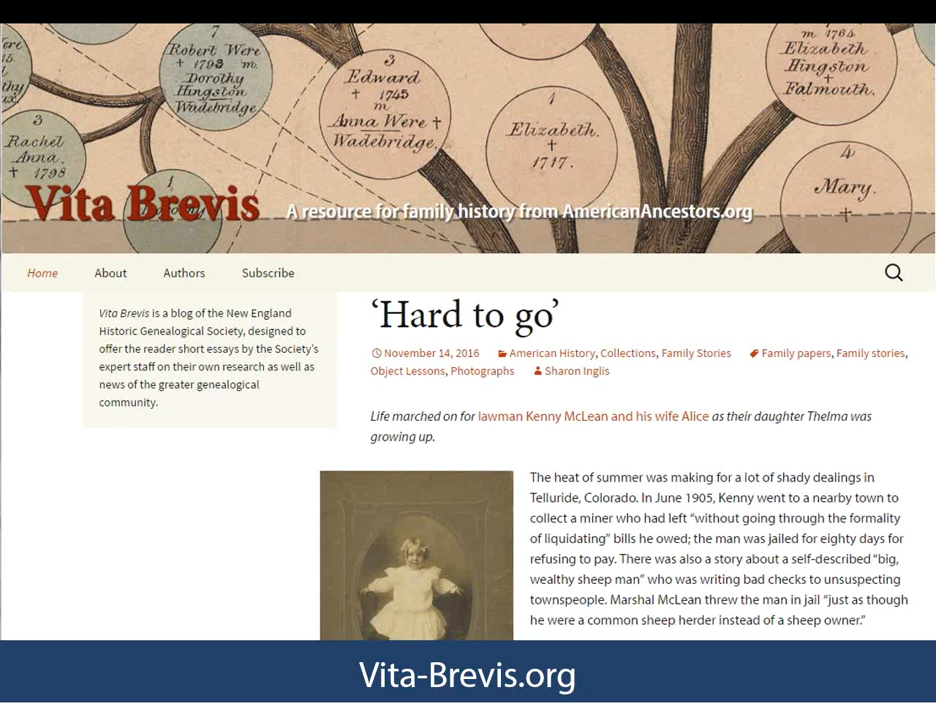 7
Robert Were
† 1793 m.
Dorothy
Hingston
Wadebridge
3
Edward
† 1745
m
Anna Were †
Wadebridge.
1
Elizabeth.
†
1717.
m 1764
Elizabeth
Hingston
†
Falmouth.
4
Mary.
†
3
Rachel
Anna.
† 1798
1
Vita Brevis
A resource for family history from AmericanAncestors.org
Home About Authors Subscribe
Vita Brevis is a blog of the New England
Historic Genealogical Society, designed to
offer the reader short essays by the Society’s
expert staff on their own research as well as
news of the greater genealogical
community.
‘Hard to go’
November 14, 2016 American History, Collections, Family Stories Family papers, Family stories,
Object Lessons, Photographs Sharon Inglis
Life marched on for lawman Kenny McLean and his wife Alice as their daughter Thelma was
growing up.
The heat of summer was making for a lot of shady dealings in
Telluride, Colorado. In June 1905, Kenny went to a nearby town to
collect a miner who had left “without going through the formality
of liquidating” bills he owed; the man was jailed for eighty days for
refusing to pay. There was also a story about a self-described “big,
wealthy sheep man” who was writing bad checks to unsuspecting
townspeople. Marshal McLean threw the man in jail “just as though
he were a common sheep herder instead of a sheep owner.”
Vita-Brevis.org